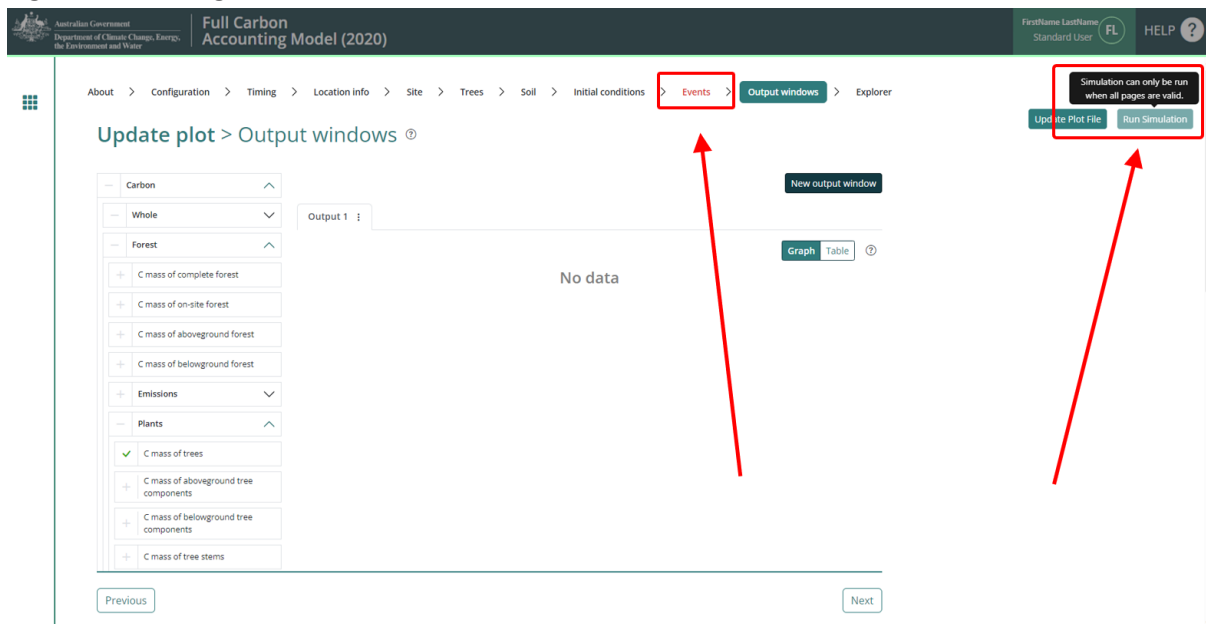 Australian Government
Department of Climate Change, Energy,
the Environment and Water
Full Carbon
Accounting Model (2020)
FirstName LastName
Standard User
FL
HELP ?
About > Configuration > Timing > Location info > Site > Trees > Soil > Initial conditions > Events > Output windows > Explorer
Simulation can only be run
when all pages are valid.
Update Plot File
Run Simulation
Update plot > Output windows ?
Carbon
New output window
Whole
Output 1
Forest
Graph Table ?
C mass of complete forest
No data
C mass of on-site forest
C mass of aboveground forest
C mass of belowground forest
Emissions
Plants
C mass of trees
C mass of aboveground tree
components
C mass of belowground tree
components
C mass of tree stems
Previous
Next